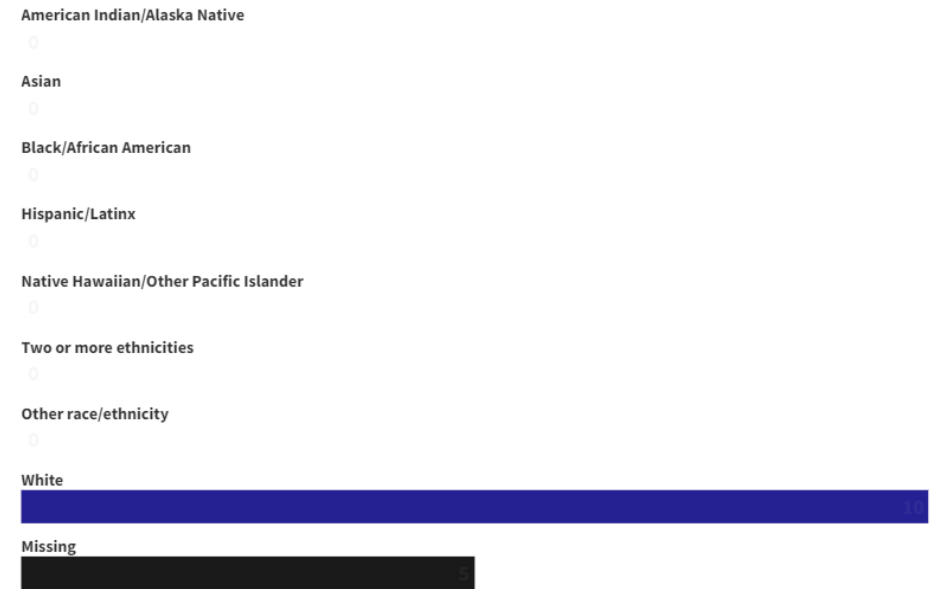 American Indian/Alaska Native
0
Asian
0
Black/African American
0
Hispanic/Latinx
0
Native Hawaiian/Other Pacific Islander
0
Two or more ethnicities
0
Other race/ethnicity
0
White
10
Missing
5